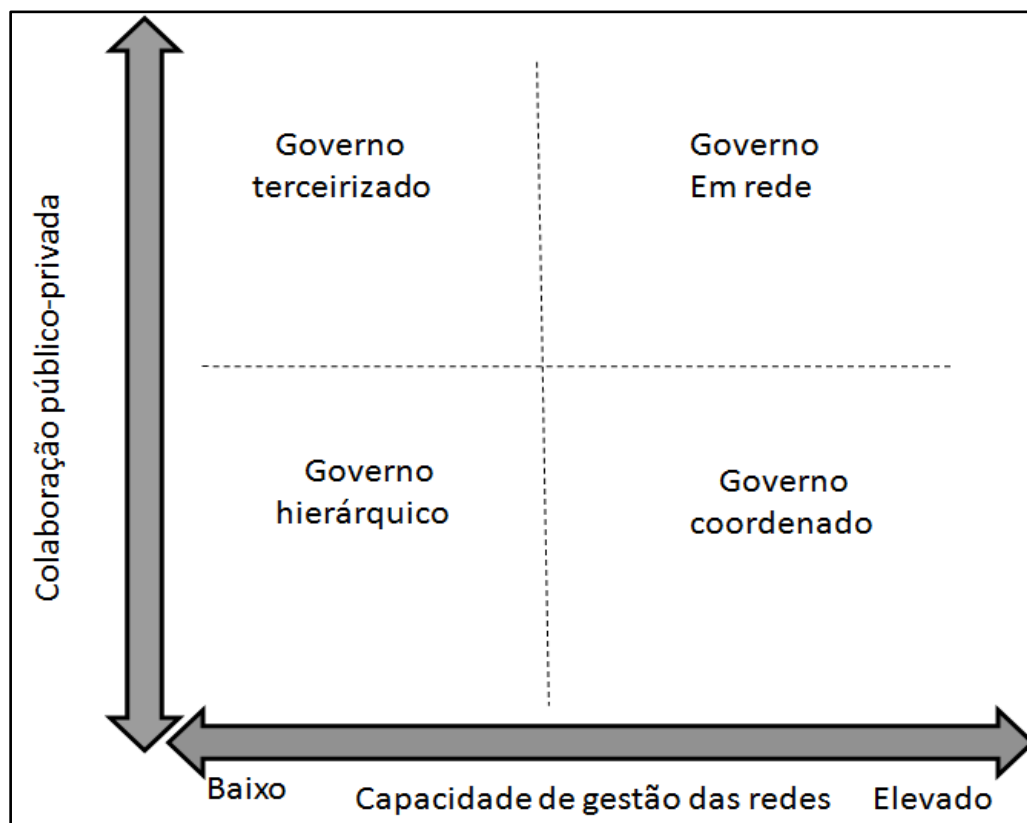 Colaboração público-privada
Governo
terceirizado
Governo
Em rede
Governo
hierárquico
Governo
coordenado
Baixo
Capacidade de gestão das redes
Elevado